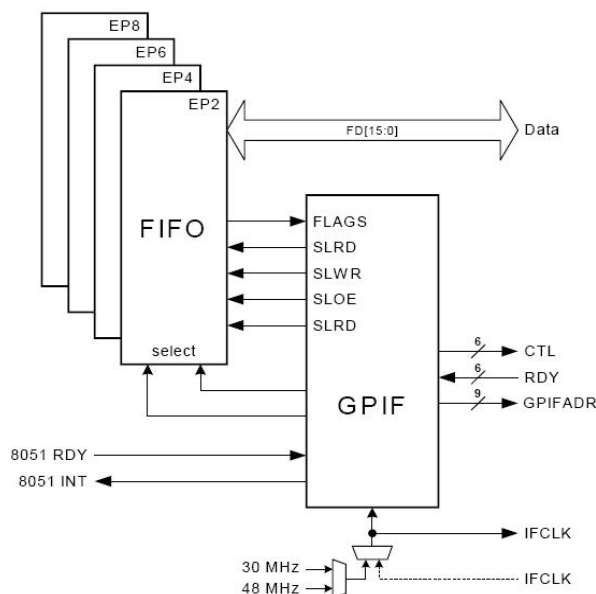 EP8
EP6
EP4
EP2
FD[15:0]
Data
FIFO
FLAGS
SLRD
SLWR
SLOE
SLRD
select
6
CTL
6
RDY
9
GPIFADR
GPIF
8051 RDY
8051 INT
IFCLK
30 MHz
48 MHz
IFCLK